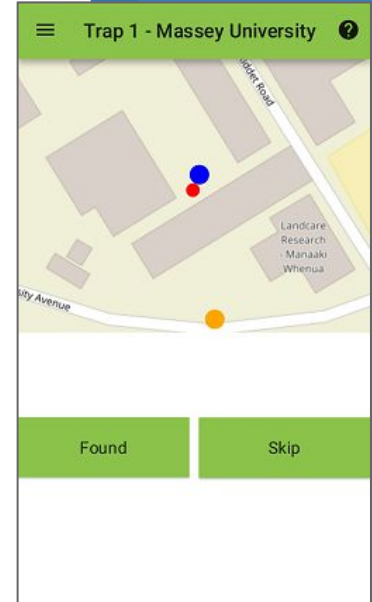 Trap 1 - Massey University
Landcare
Research
- Manaaki
Whenua
Found
Skip